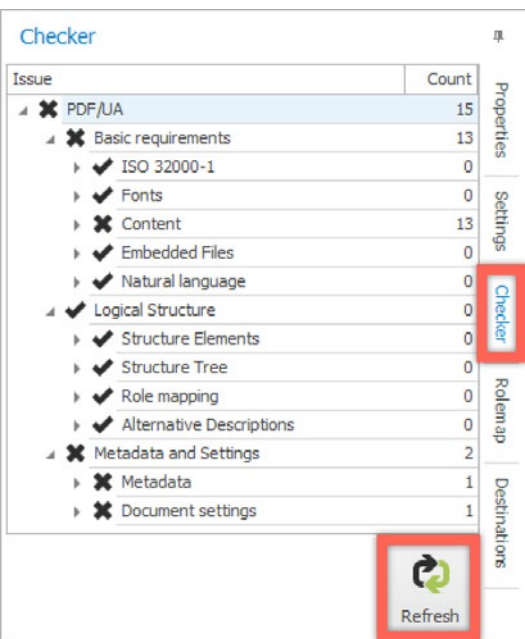 Checker
Issue Count
PDF/UA 15
Basic requirements 13
ISO 32000-1 0
Fonts 0
Content 13
Embedded Files 0
Natural language 0
Logical Structure 0
Structure Elements 0
Structure Tree 0
Role mapping 0
Alternative Descriptions 0
Metadata and Settings 2
Metadata 1
Document settings 1
Refresh
Properties
Settings
Checker
Rolemap
Destinations